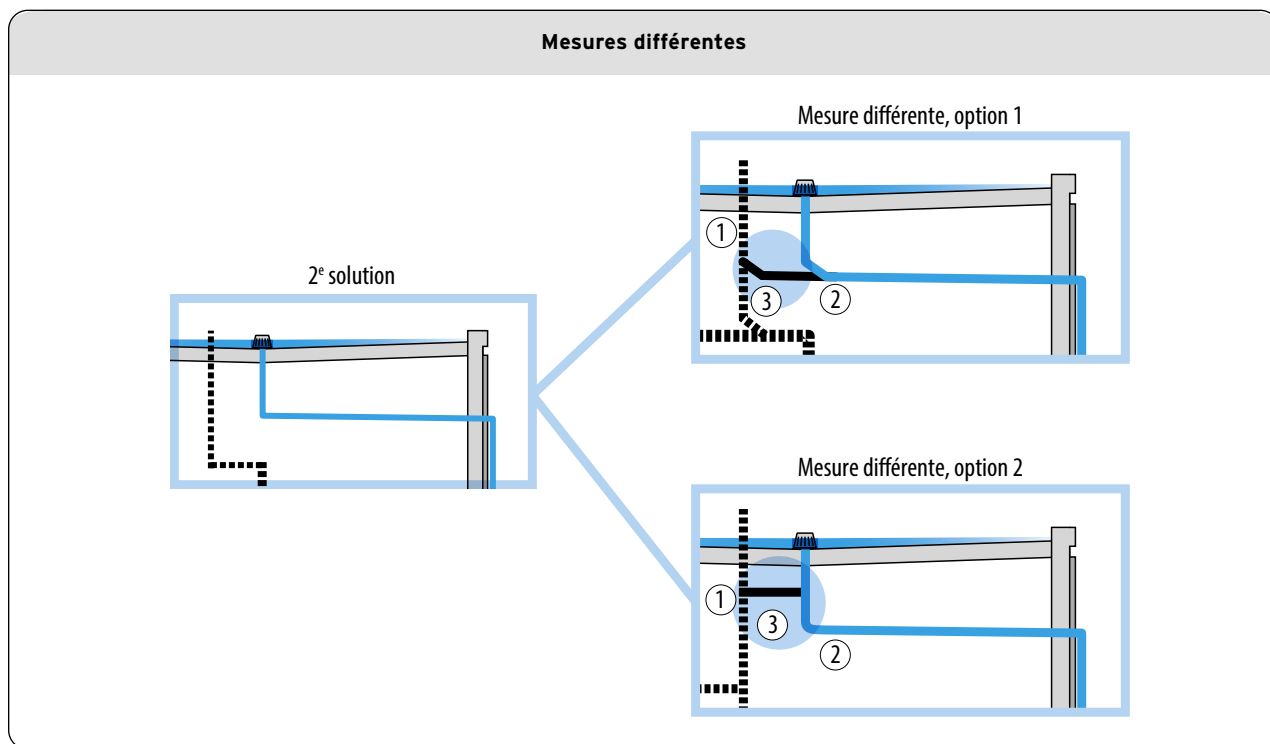 Mesures différentes
2e solution
Mesure différente, option 1
1
2
3
Mesure différente, option 2
1
3
2